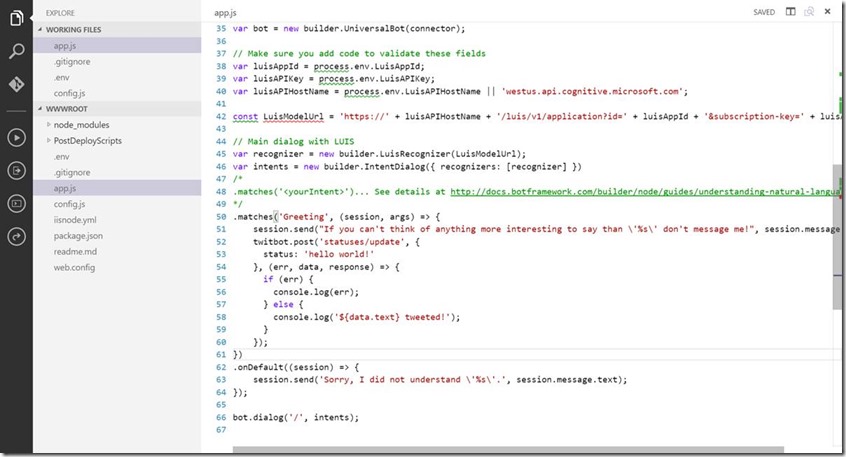 EXPLORE
WORKING FILES
app.js
.gitignore
.env
config.js
WWWROOT
node_modules
PostDeployScripts
.env
.gitignore
app.js
config.js
iisnode.yml
package.json
readme.md
web.config
app.js
SAVED
35 var bot = new builder.UniversalBot(connector);
36
37 // Make sure you add code to validate these fields
38 var luisAppId = process.env.LuisAppId;
39 var luisAPIKey = process.env.LuisAPIKey;
40 var luisAPIHostName = process.env.LuisAPIHostName || 'westus.api.cognitive.microsoft.com';
41
42 const LuisModelUrl = 'https://' + luisAPIHostName + '/luis/v1/application?id=' + luisAppId + '&subscription-key=' + luis
43
44 // Main dialog with LUIS
45 var recognizer = new builder.LuisRecognizer(LuisModelUrl);
46 var intents = new builder.IntentDialog({ recognizers: [recognizer] })
47 /*
48 .matches('<yourIntent>')... See details at http://docs.botframework.com/builder/node/guides/understanding-natural-langua
49 */
50 .matches('Greeting', (session, args) => {
51 session.send("If you can't think of anything more interesting to say than \'%s\' don't message me!", session.message
52 twitbot.post('statuses/update', {
53 status: 'hello world!'
54 }, (err, data, response) => {
55 if (err) {
56 console.log(err);
57 } else {
58 console.log('${data.text} tweeted!');
59 }
60 });
61 })
62 .onDefault((session) => {
63 session.send('Sorry, I did not understand \'%s\'.', session.message.text);
64 });
65
66 bot.dialog('/', intents);
67